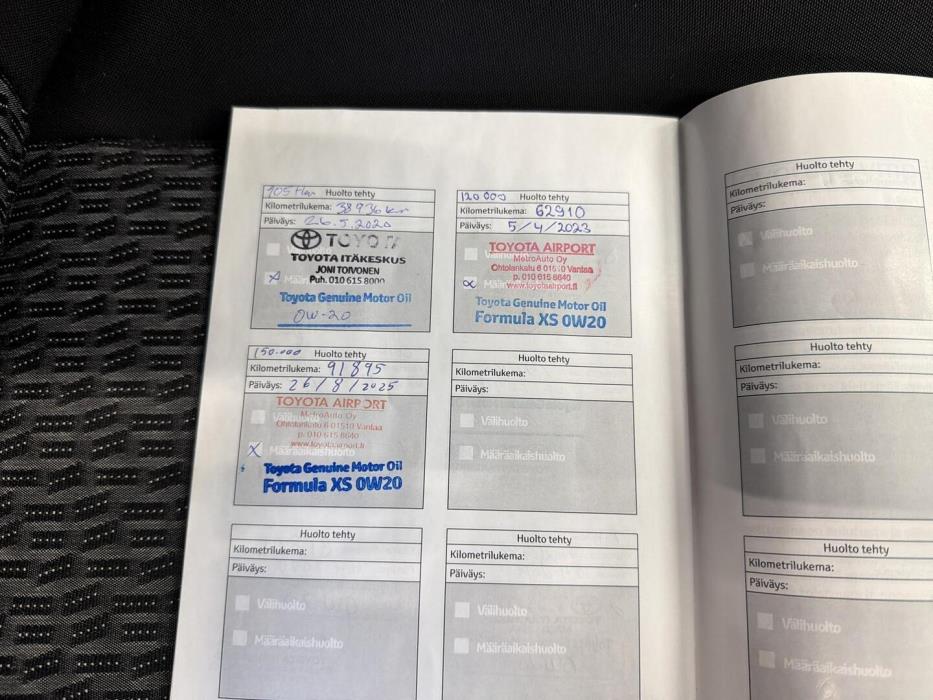 Huolto tehty
Kilometrilukema: 38936 km
Päiväys: 26.5.2020
TOYOT
TOYOTA ITÄKESKUS
JONI TOIVONEN
Puh. 010 615 8000
Toyota Genuine Motor Oil
0W-20
120 000 Huolto tehty
Kilometrilukema: 62910
Päiväys: 5/4/2023
TOYOTA AIRPORT
MetroAuto Oy
Ohtolankatu 6 01510 Vantaa
p. 010 615 8640
www.toyotaairport.fi
Toyota Genuine Motor Oil
Formula XS 0W20
150.000 Huolto tehty
Kilometrilukema: 91895
Päiväys: 26/8/2025
TOYOTA AIRPORT
MetroAuto Oy
Ohtolankatu 6 01510 Vantaa
p. 010 615 8640
www.toyotaairport.fi
Määräaikaishuolto
Toyota Genuine Motor Oil
Formula XS 0W20
Huolto tehty
Kilometrilukema:
Päiväys:
Välihuolto
Määräaikaishuolto
Huolto tehty
Kilometrilukema:
Päiväys:
Välihuolto
Määräaikaishuolto
Huolto tehty
Kilometrilukema:
Päiväys:
Välihuolto
Määräaikaishuolto
Huolto tehty
Kilometrilukema:
Päiväys:
Välihuolto
Määräaikaishuolto
Huolto tehty
Kilometrilukema:
Päiväys:
Välihuolto
Määräaikaishuolto
Huolto tehty
Kilometrilukema:
Päiväys:
Välihuolto
Määräaikaishuolto